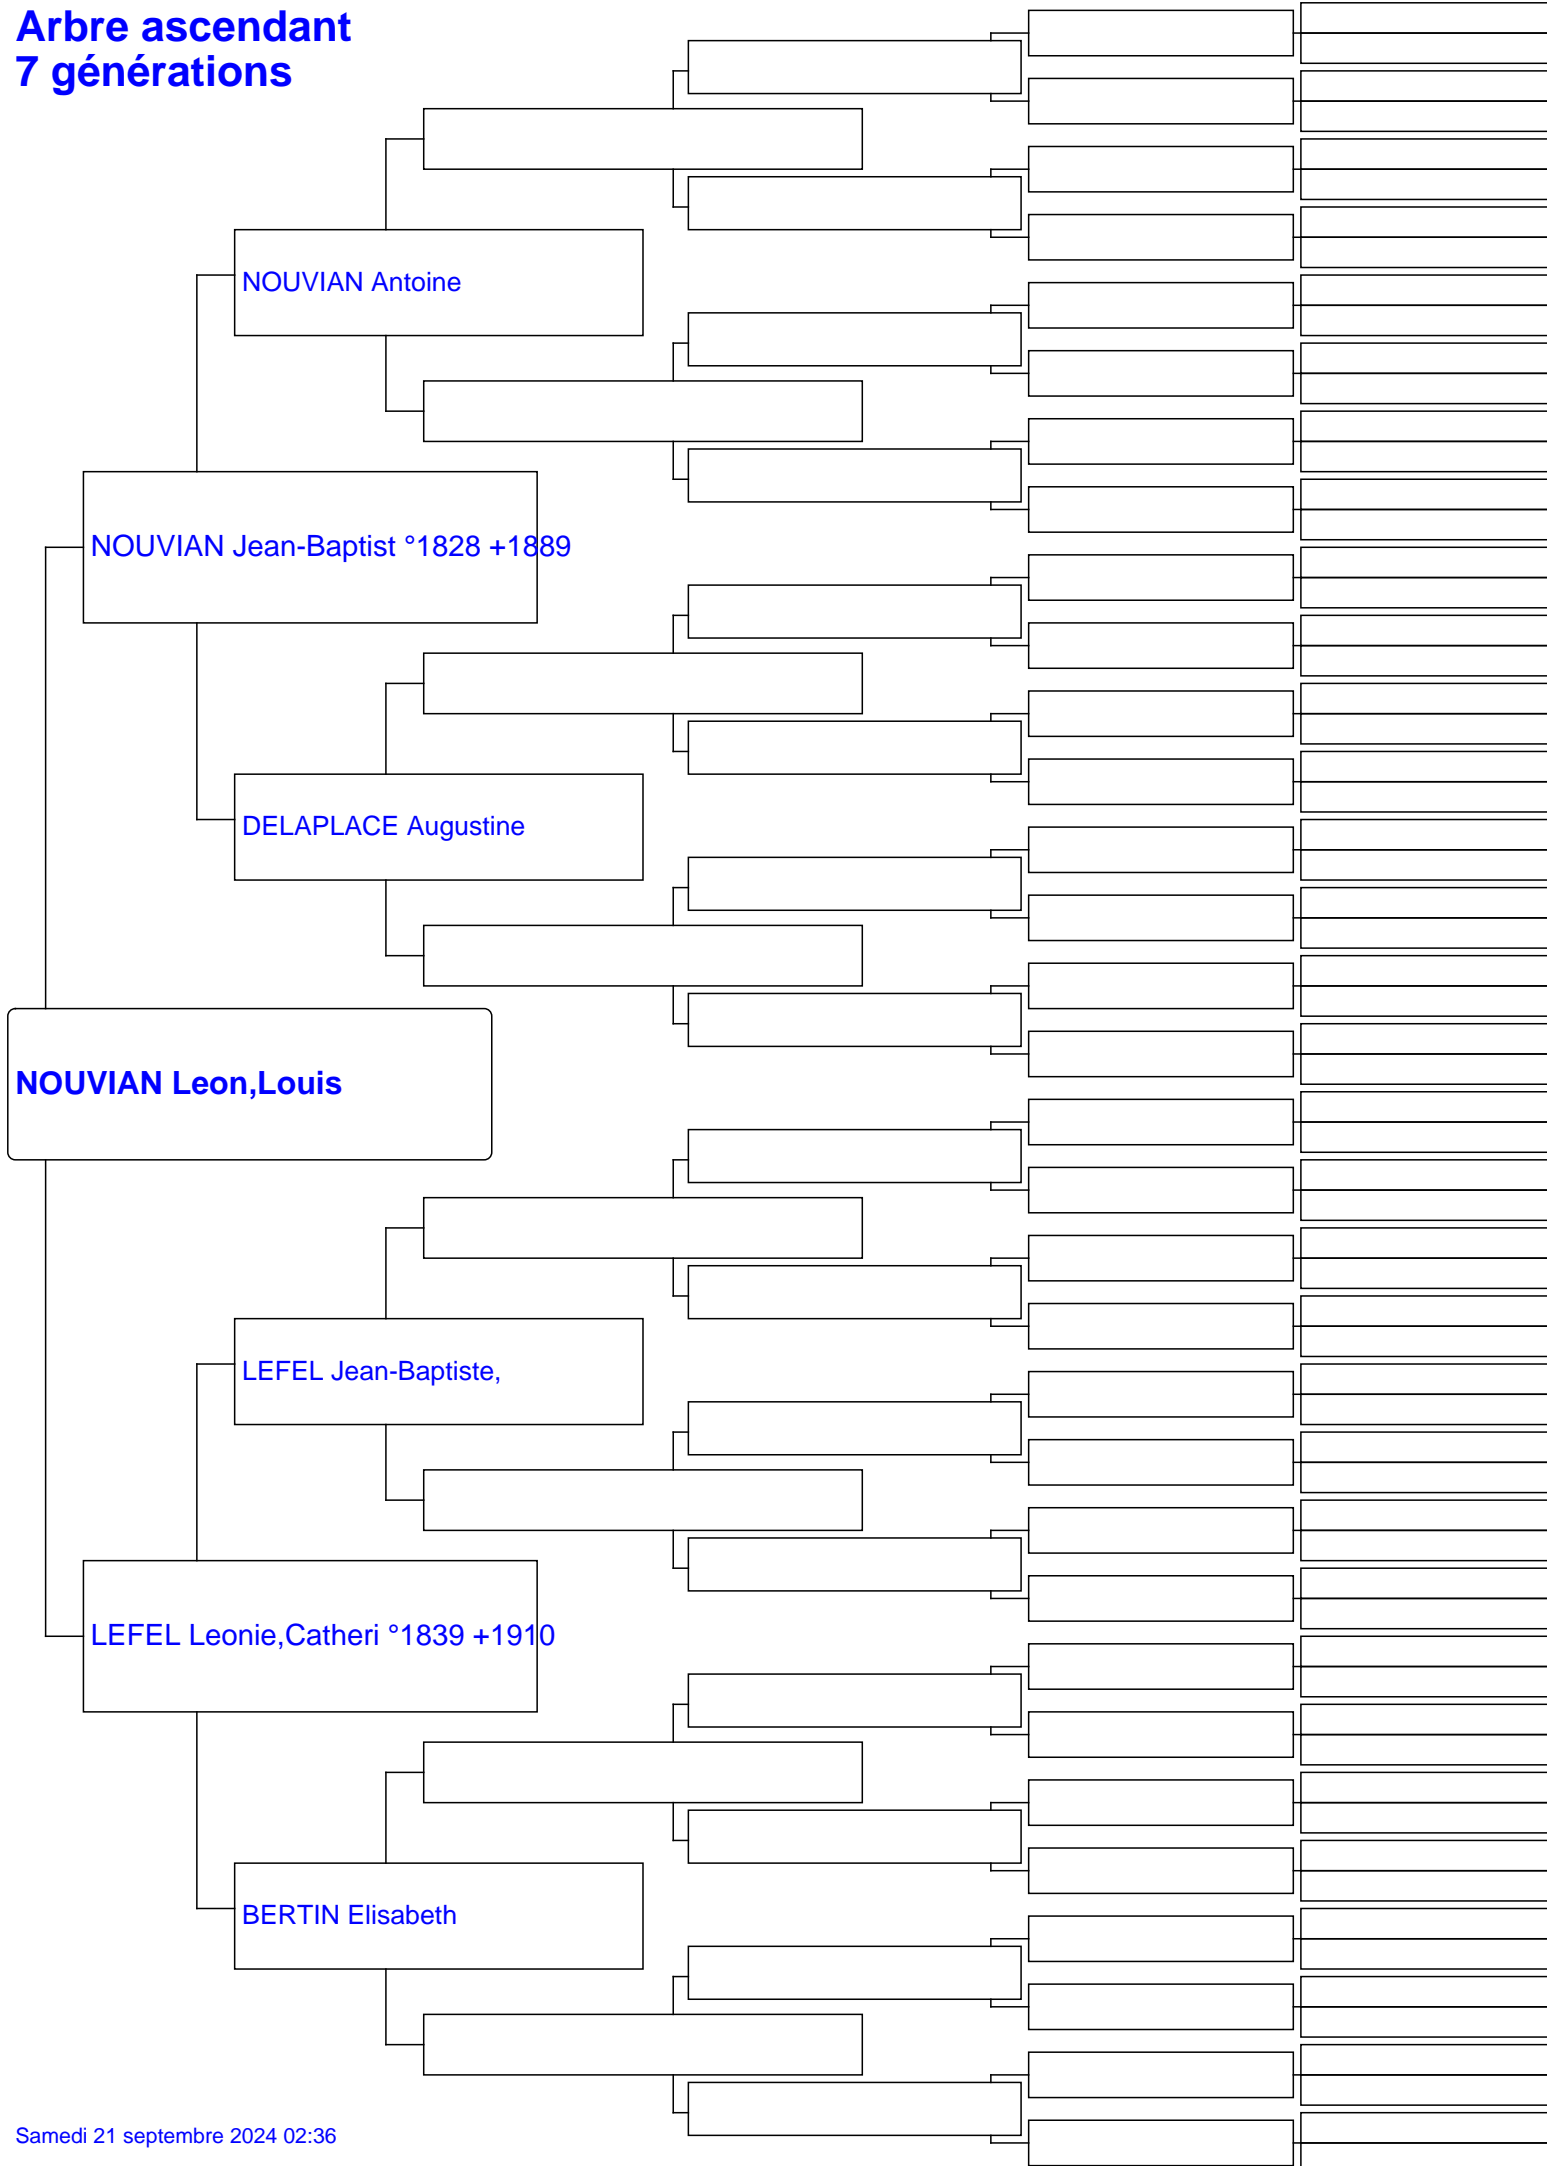 Arbre ascendant
7 générations
NOUVIAN Antoine
NOUVIAN Jean-Baptist °1828 +1889
DELAPLACE Augustine
NOUVIAN Leon,Louis
LEFEL Jean-Baptiste,
LEFEL Leonie,Catheri °1839 +1910
BERTIN Elisabeth
Samedi 21 septembre 2024 02:36